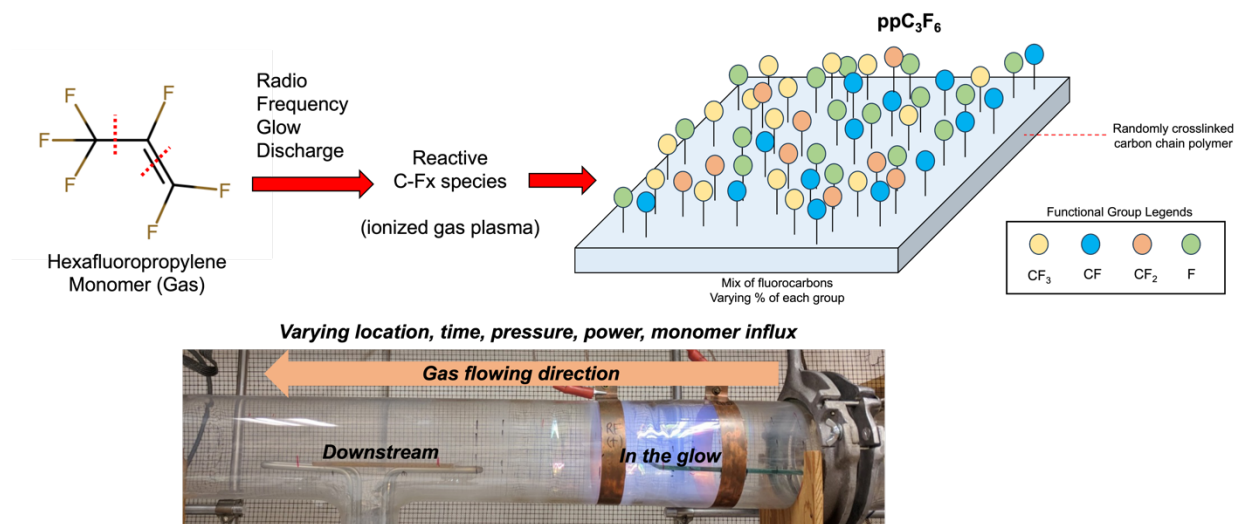 ppC₃F₆
F
F
F
F
F
F
Radio
Frequency
Glow
Discharge
Reactive
C-Fx species
(ionized gas plasma)
Hexafluoropropylene
Monomer (Gas)
Randomly crosslinked
carbon chain polymer
Functional Group Legends
CF₃
CF
CF₂
F
Mix of fluorocarbons
Varying % of each group
Varying location, time, pressure, power, monomer influx
Gas flowing direction
Downstream
In the glow